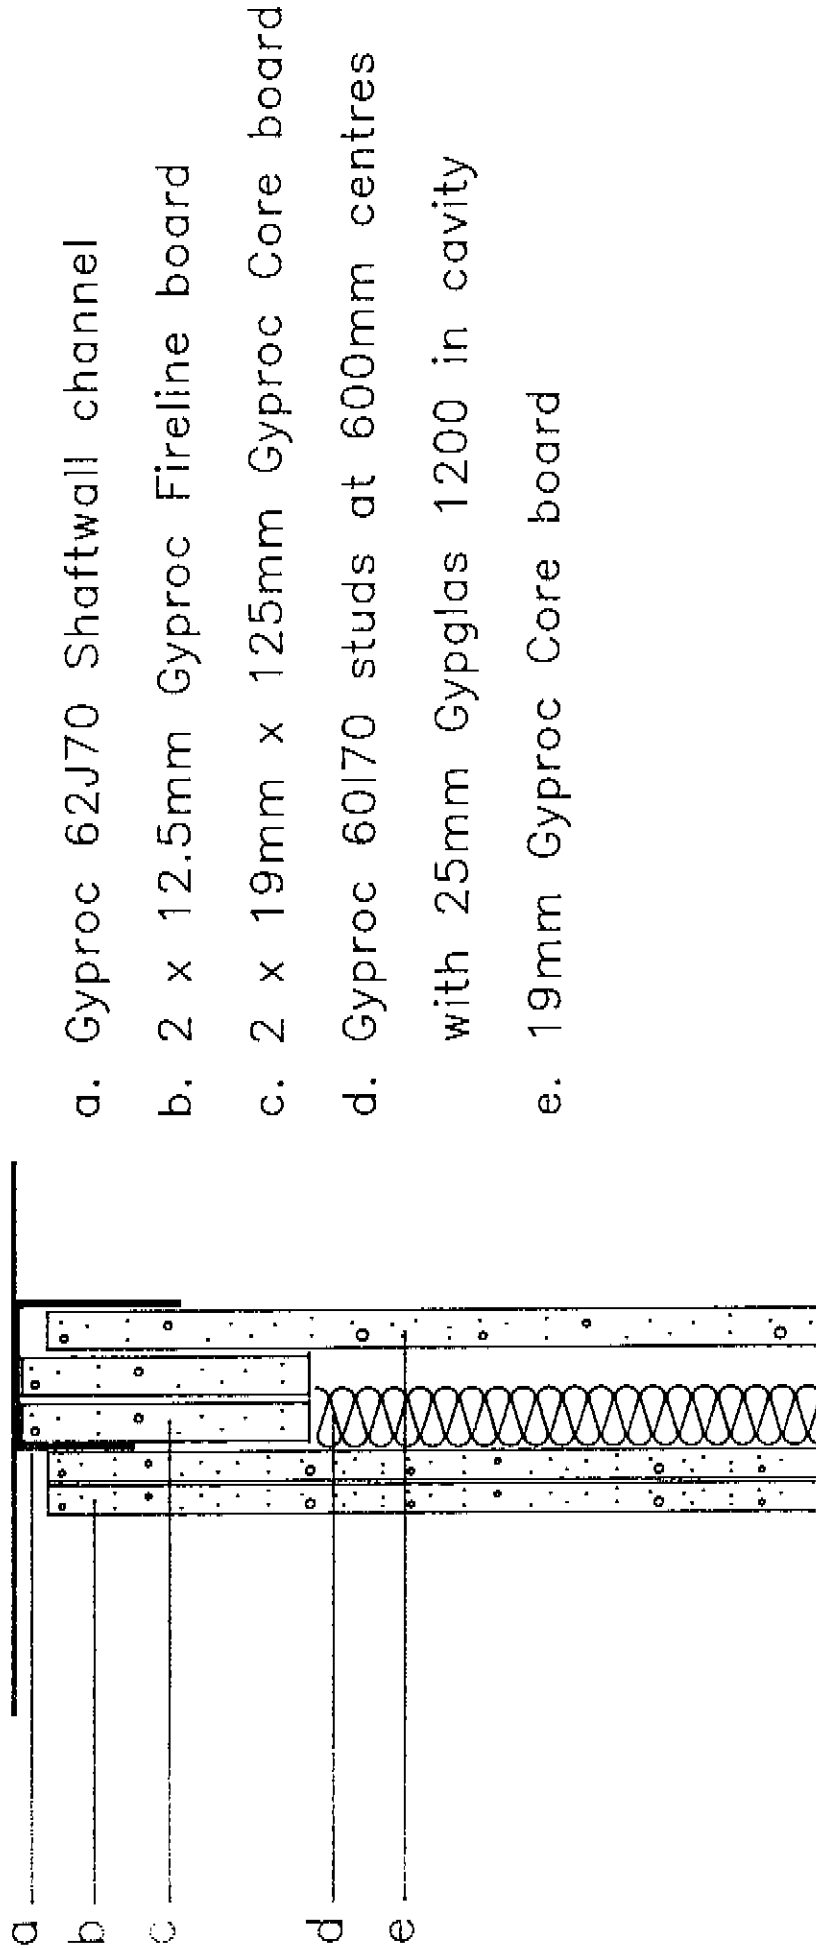 a. Gyproc 62J70 Shaftwall channel
b. 2 x 12.5mm Gyproc Fireline board
c. 2 x 19mm x 125mm Gyproc Core board
d. Gyproc 60I70 studs at 600mm centres
with 25mm Gypglas 1200 in cavity
e. 19mm Gyproc Core board
a
b
c
d
e